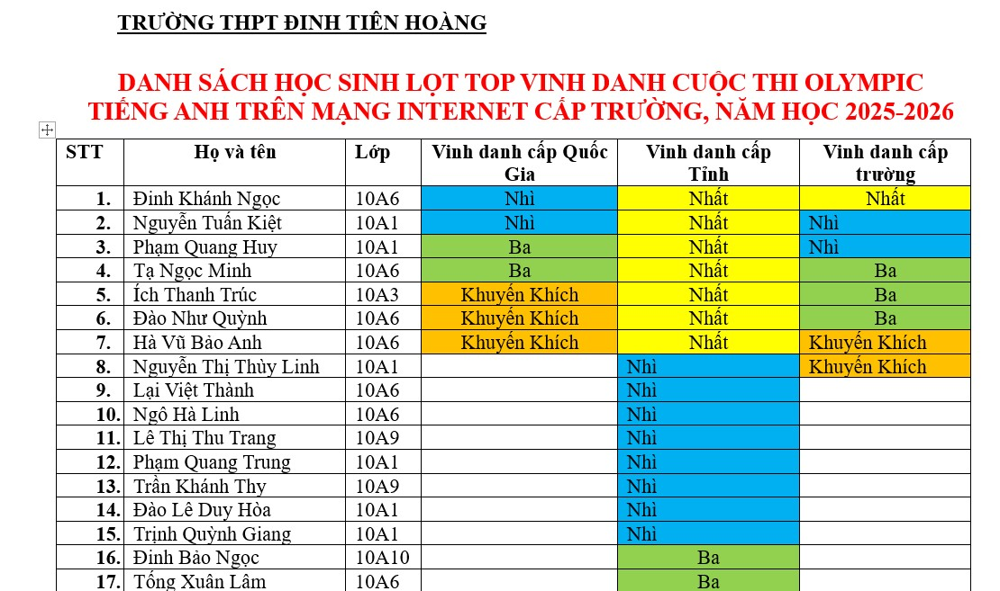 TRƯỜNG THPT ĐINH TIÊN HOÀNG
DANH SÁCH HỌC SINH LỌT TOP VINH DANH CUỘC THI OLYMPIC
TIẾNG ANH TRÊN MẠNG INTERNET CẤP TRƯỜNG, NĂM HỌC 2025-2026
STT Họ và tên Lớp Vinh danh cấp Quốc Gia Vinh danh cấp Tỉnh Vinh danh cấp trường
1. Đinh Khánh Ngọc 10A6 Nhì Nhất Nhất
2. Nguyễn Tuấn Kiệt 10A1 Nhì Nhất Nhì
3. Phạm Quang Huy 10A1 Ba Nhất Nhì
4. Tạ Ngọc Minh 10A6 Ba Nhất Ba
5. Ích Thanh Trúc 10A3 Khuyến Khích Nhất Ba
6. Đào Như Quỳnh 10A6 Khuyến Khích Nhất Ba
7. Hà Vũ Bảo Anh 10A6 Khuyến Khích Nhất Khuyến Khích
8. Nguyễn Thị Thùy Linh 10A1 Nhì Khuyến Khích
9. Lại Việt Thành 10A6 Nhì
10. Ngô Hà Linh 10A6 Nhì
11. Lê Thị Thu Trang 10A9 Nhì
12. Phạm Quang Trung 10A1 Nhì
13. Trần Khánh Thy 10A9 Nhì
14. Đào Lê Duy Hòa 10A1 Nhì
15. Trịnh Quỳnh Giang 10A1 Nhì
16. Đinh Bảo Ngọc 10A10 Ba
17. Tống Xuân Lâm 10A6 Ba